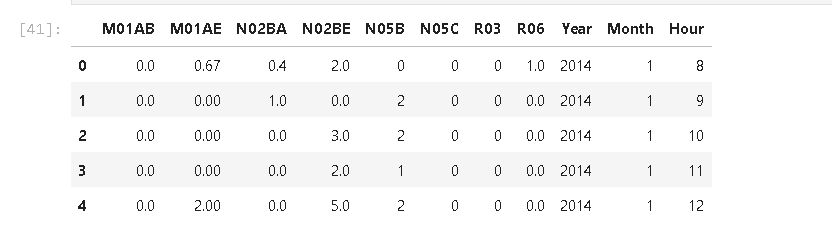 [41]:
M01AB M01AE N02BA N02BE N05B N05C R03 R06 Year Month Hour
0 0.0 0.67 0.4 2.0 0 0 0 1.0 2014 1 8
1 0.0 0.00 1.0 0.0 2 0 0 0.0 2014 1 9
2 0.0 0.00 0.0 3.0 2 0 0 0.0 2014 1 10
3 0.0 0.00 0.0 2.0 1 0 0 0.0 2014 1 11
4 0.0 2.00 0.0 5.0 2 0 0 0.0 2014 1 12